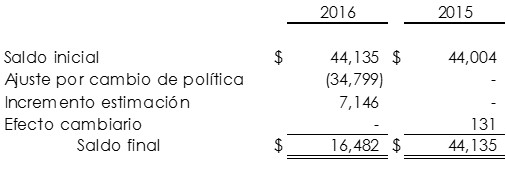 2016 2015
Saldo inicial $ 44,135 $ 44,004
Ajuste por cambio de política (34,799) -
Incremento estimación 7,146 -
Efecto cambiario - 131
Saldo final $ 16,482 $ 44,135